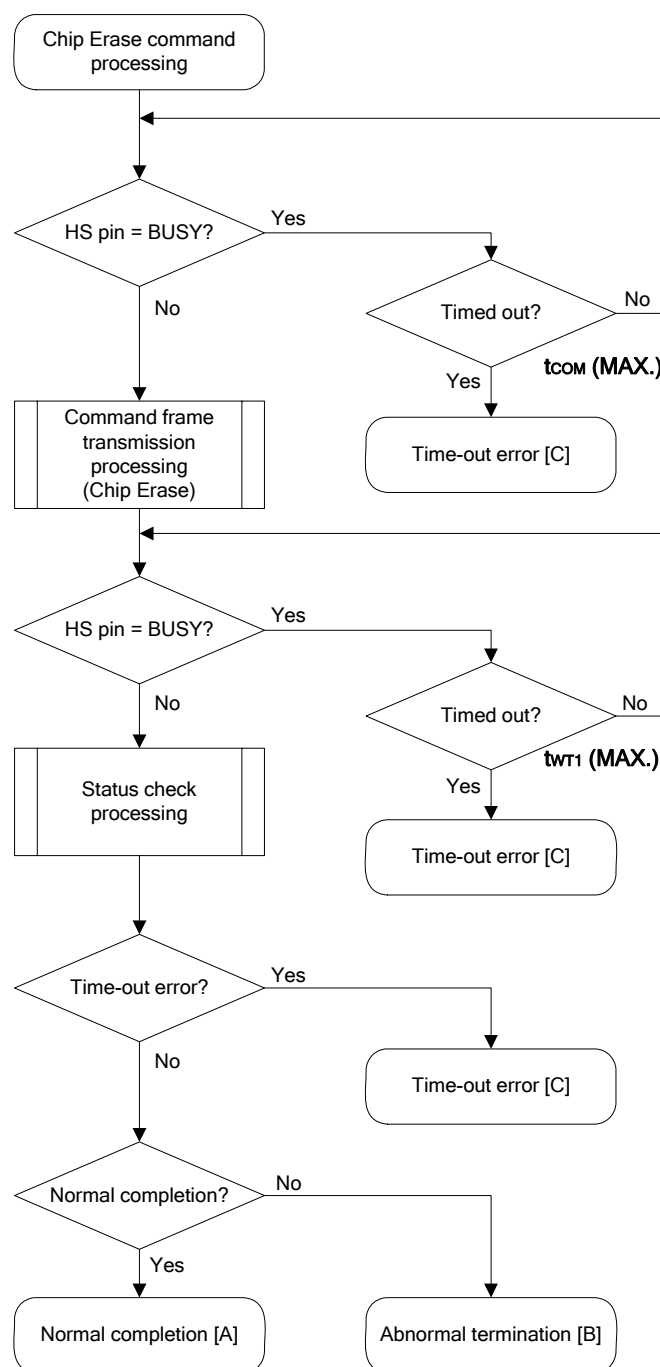 Chip Erase command
processing
HS pin = BUSY?
Yes
No
Timed out?
No
tCOM (MAX.)
Yes
Time-out error [C]
Command frame
transmission
processing
(Chip Erase)
HS pin = BUSY?
Yes
No
Timed out?
No
tWT1 (MAX.)
Yes
Time-out error [C]
Status check
processing
Time-out error?
Yes
No
Time-out error [C]
Normal completion?
No
Yes
Normal completion [A]
Abnormal termination [B]